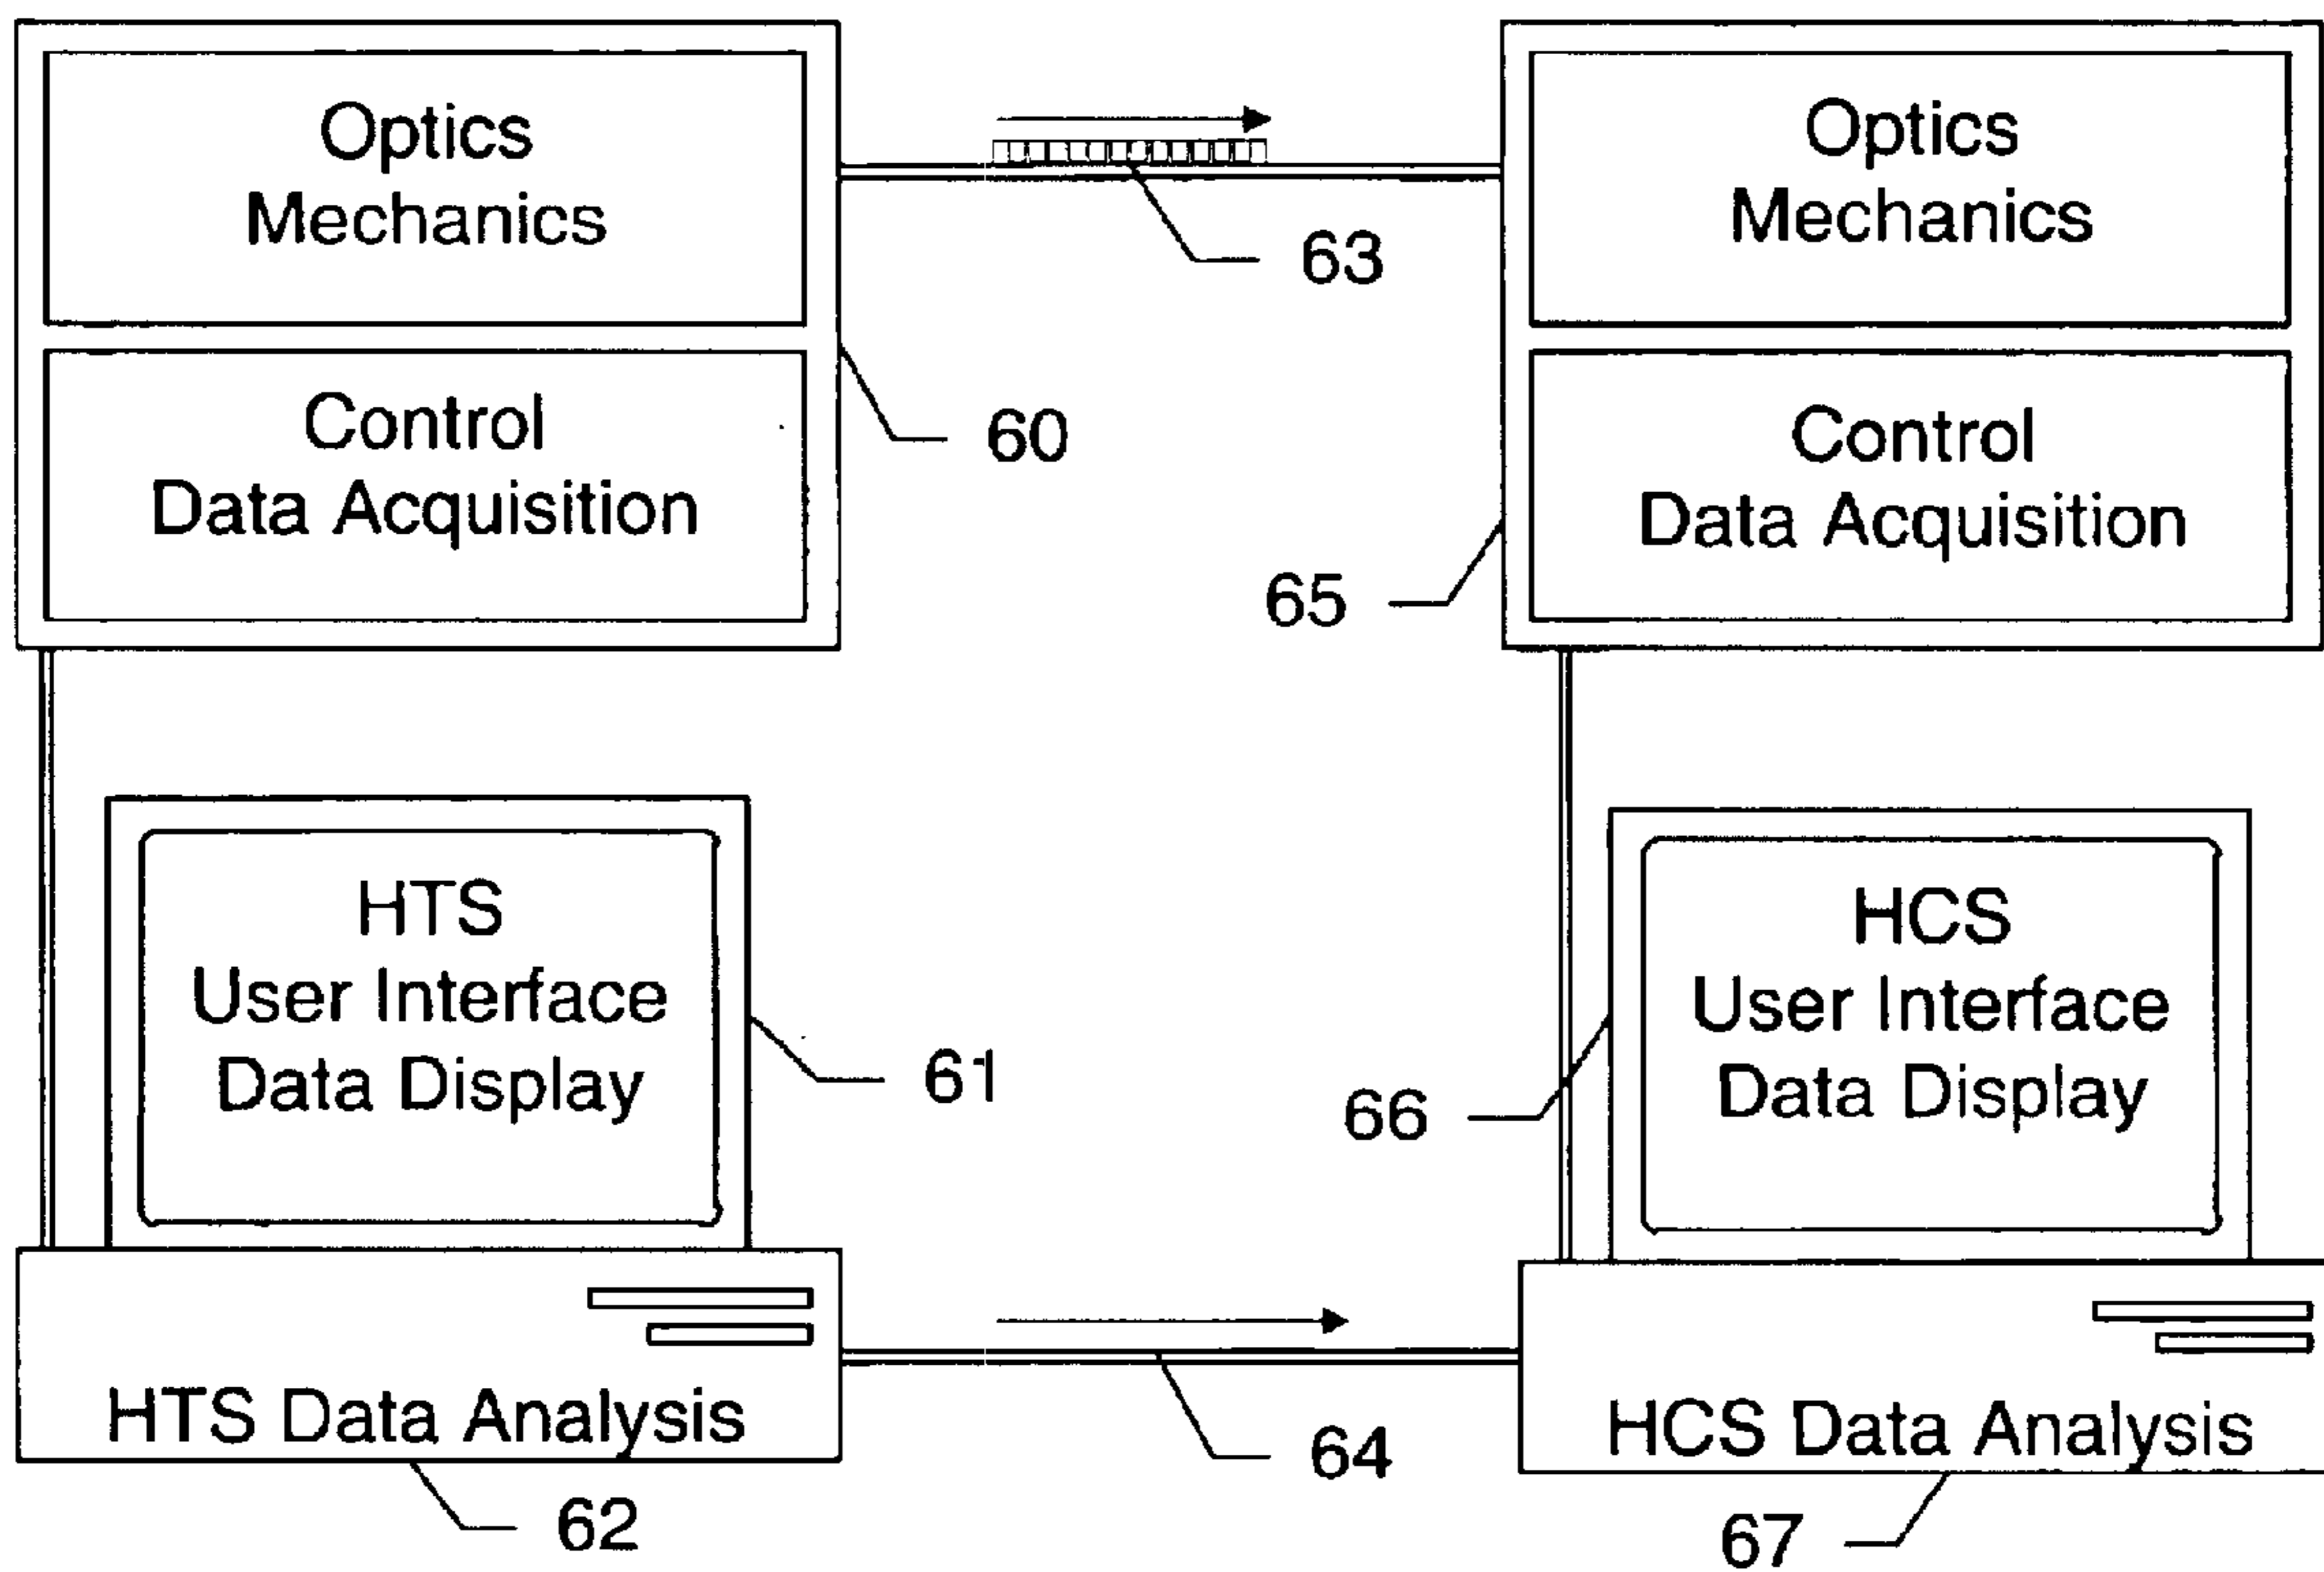 Optics
Mechanics
Control
Data Acquisition
60
63
Optics
Mechanics
Control
Data Acquisition
65
HTS
User Interface
Data Display
61
HTS Data Analysis
62
64
HCS
User Interface
Data Display
66
HCS Data Analysis
67